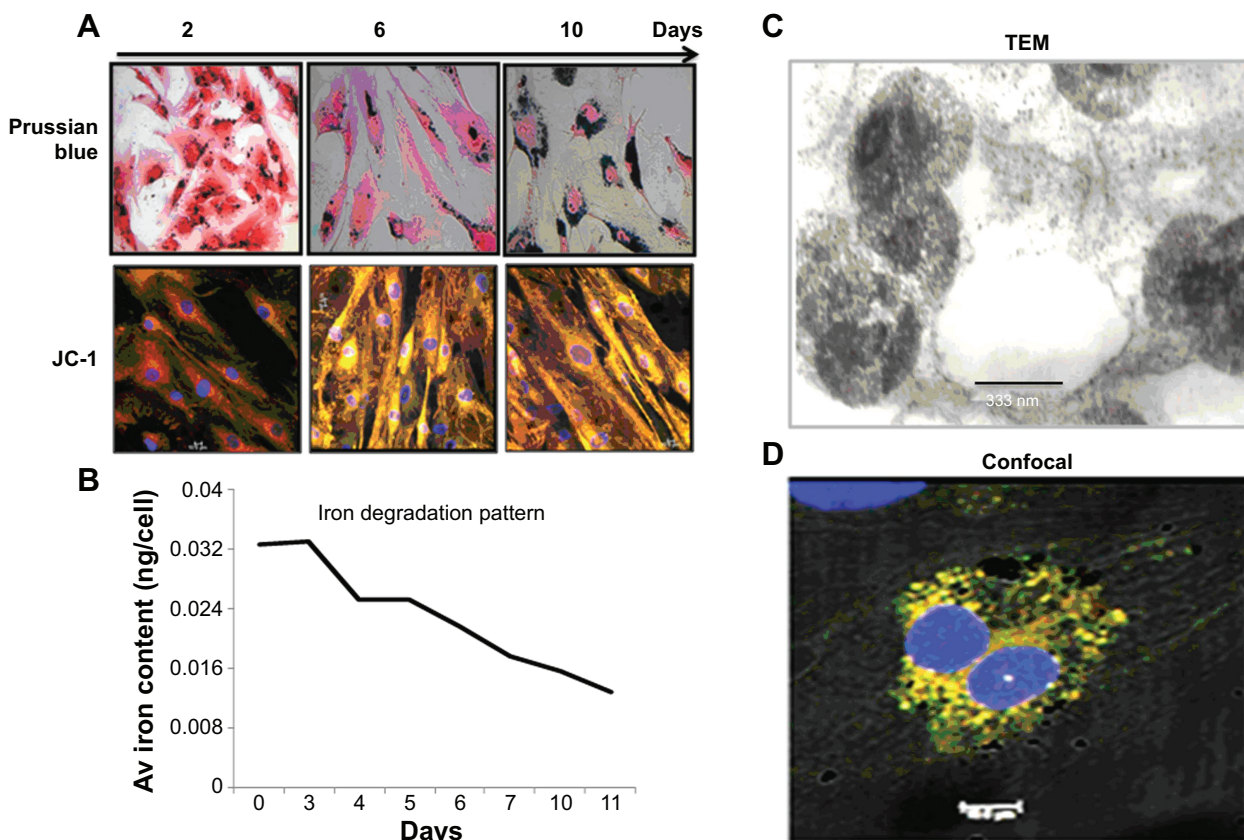 A
2 6 10 Days
Prussian
blue
JC-1
B
Iron degradation pattern
Av iron content (ng/cell)
0.04
0.032
0.024
0.016
0.008
0
0 3 4 5 6 7 10 11
Days
C
TEM
333 nm
D
Confocal